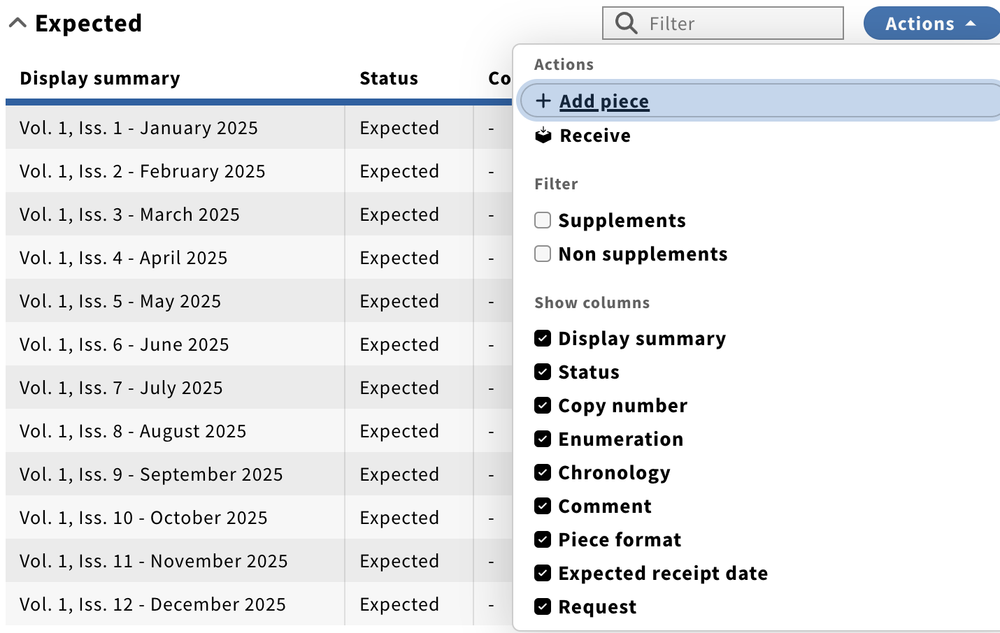 Expected
Filter
Actions
Display summary Status Co
Vol. 1, Iss. 1 - January 2025 Expected -
Vol. 1, Iss. 2 - February 2025 Expected -
Vol. 1, Iss. 3 - March 2025 Expected -
Vol. 1, Iss. 4 - April 2025 Expected -
Vol. 1, Iss. 5 - May 2025 Expected -
Vol. 1, Iss. 6 - June 2025 Expected -
Vol. 1, Iss. 7 - July 2025 Expected -
Vol. 1, Iss. 8 - August 2025 Expected -
Vol. 1, Iss. 9 - September 2025 Expected -
Vol. 1, Iss. 10 - October 2025 Expected -
Vol. 1, Iss. 11 - November 2025 Expected -
Vol. 1, Iss. 12 - December 2025 Expected -
Actions
Add piece
Receive
Filter
Supplements
Non supplements
Show columns
Display summary
Status
Copy number
Enumeration
Chronology
Comment
Piece format
Expected receipt date
Request